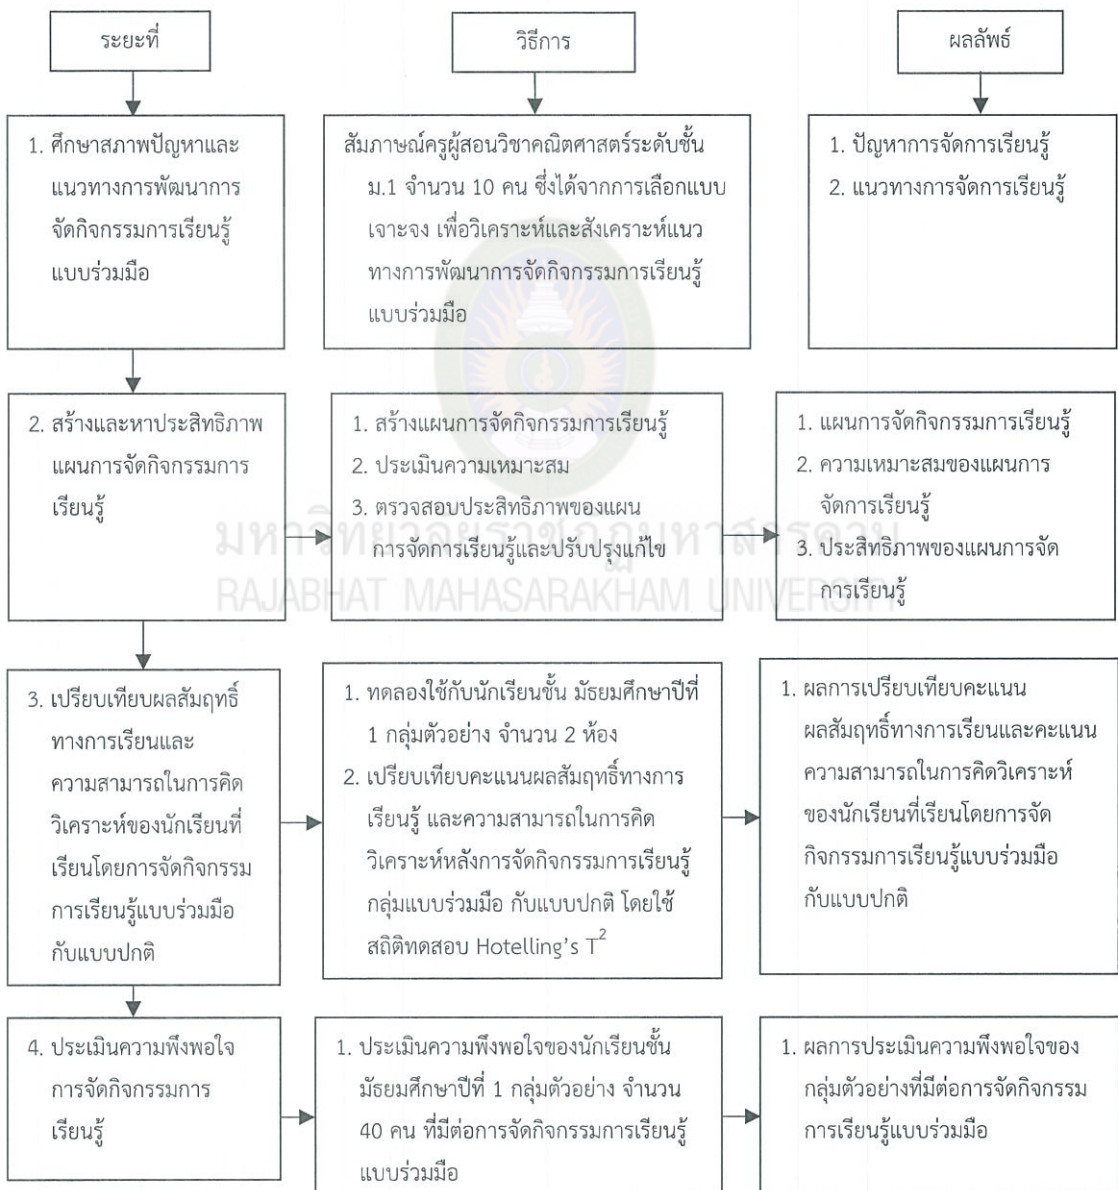 ระยะที่
วิธีการ
ผลลัพธ์
1. ศึกษาสภาพปัญหาและ
แนวทางการพัฒนาการ
จัดกิจกรรมการเรียนรู้
แบบร่วมมือ
สัมภาษณ์ครูผู้สอนวิชาคณิตศาสตร์ระดับชั้น
ม.1 จำนวน 10 คน ซึ่งได้จากการเลือกแบบ
เจาะจง เพื่อวิเคราะห์และสังเคราะห์แนว
ทางการพัฒนาการจัดกิจกรรมการเรียนรู้
แบบร่วมมือ
1. ปัญหาการจัดการเรียนรู้
2. แนวทางการจัดการเรียนรู้
2. สร้างและหาประสิทธิภาพ
แผนการจัดกิจกรรมการ
เรียนรู้
1. สร้างแผนการจัดกิจกรรมการเรียนรู้
2. ประเมินความเหมาะสม
3. ตรวจสอบประสิทธิภาพของแผน
การจัดการเรียนรู้และปรับปรุงแก้ไข
1. แผนการจัดกิจกรรมการเรียนรู้
2. ความเหมาะสมของแผนการ
จัดการเรียนรู้
3. ประสิทธิภาพของแผนการจัด
การเรียนรู้
มหาวิทยาลัยราชภัฏมหาสารคาม
RAJABHAT MAHASARAKHAM UNIVERSITY
3. เปรียบเทียบผลสัมฤทธิ์
ทางการเรียนและ
ความสามารถในการคิด
วิเคราะห์ของนักเรียนที่
เรียนโดยการจัดกิจกรรม
การเรียนรู้แบบร่วมมือ
กับแบบปกติ
1. ทดลองใช้กับนักเรียนชั้น มัธยมศึกษาปีที่
1 กลุ่มตัวอย่าง จำนวน 2 ห้อง
2. เปรียบเทียบคะแนนผลสัมฤทธิ์ทางการ
เรียนรู้ และความสามารถในการคิด
วิเคราะห์หลังการจัดกิจกรรมการเรียนรู้
กลุ่มแบบร่วมมือ กับแบบปกติ โดยใช้
สถิติทดสอบ Hotelling's T²
1. ผลการเปรียบเทียบคะแนน
ผลสัมฤทธิ์ทางการเรียนและคะแนน
ความสามารถในการคิดวิเคราะห์
ของนักเรียนที่เรียนโดยการจัด
กิจกรรมการเรียนรู้แบบร่วมมือ
กับแบบปกติ
4. ประเมินความพึงพอใจ
การจัดกิจกรรมการ
เรียนรู้
1. ประเมินความพึงพอใจของนักเรียนชั้น
มัธยมศึกษาปีที่ 1 กลุ่มตัวอย่าง จำนวน
40 คน ที่มีต่อการจัดกิจกรรมการเรียนรู้
แบบร่วมมือ
1. ผลการประเมินความพึงพอใจของ
กลุ่มตัวอย่างที่มีต่อการจัดกิจกรรม
การเรียนรู้แบบร่วมมือ